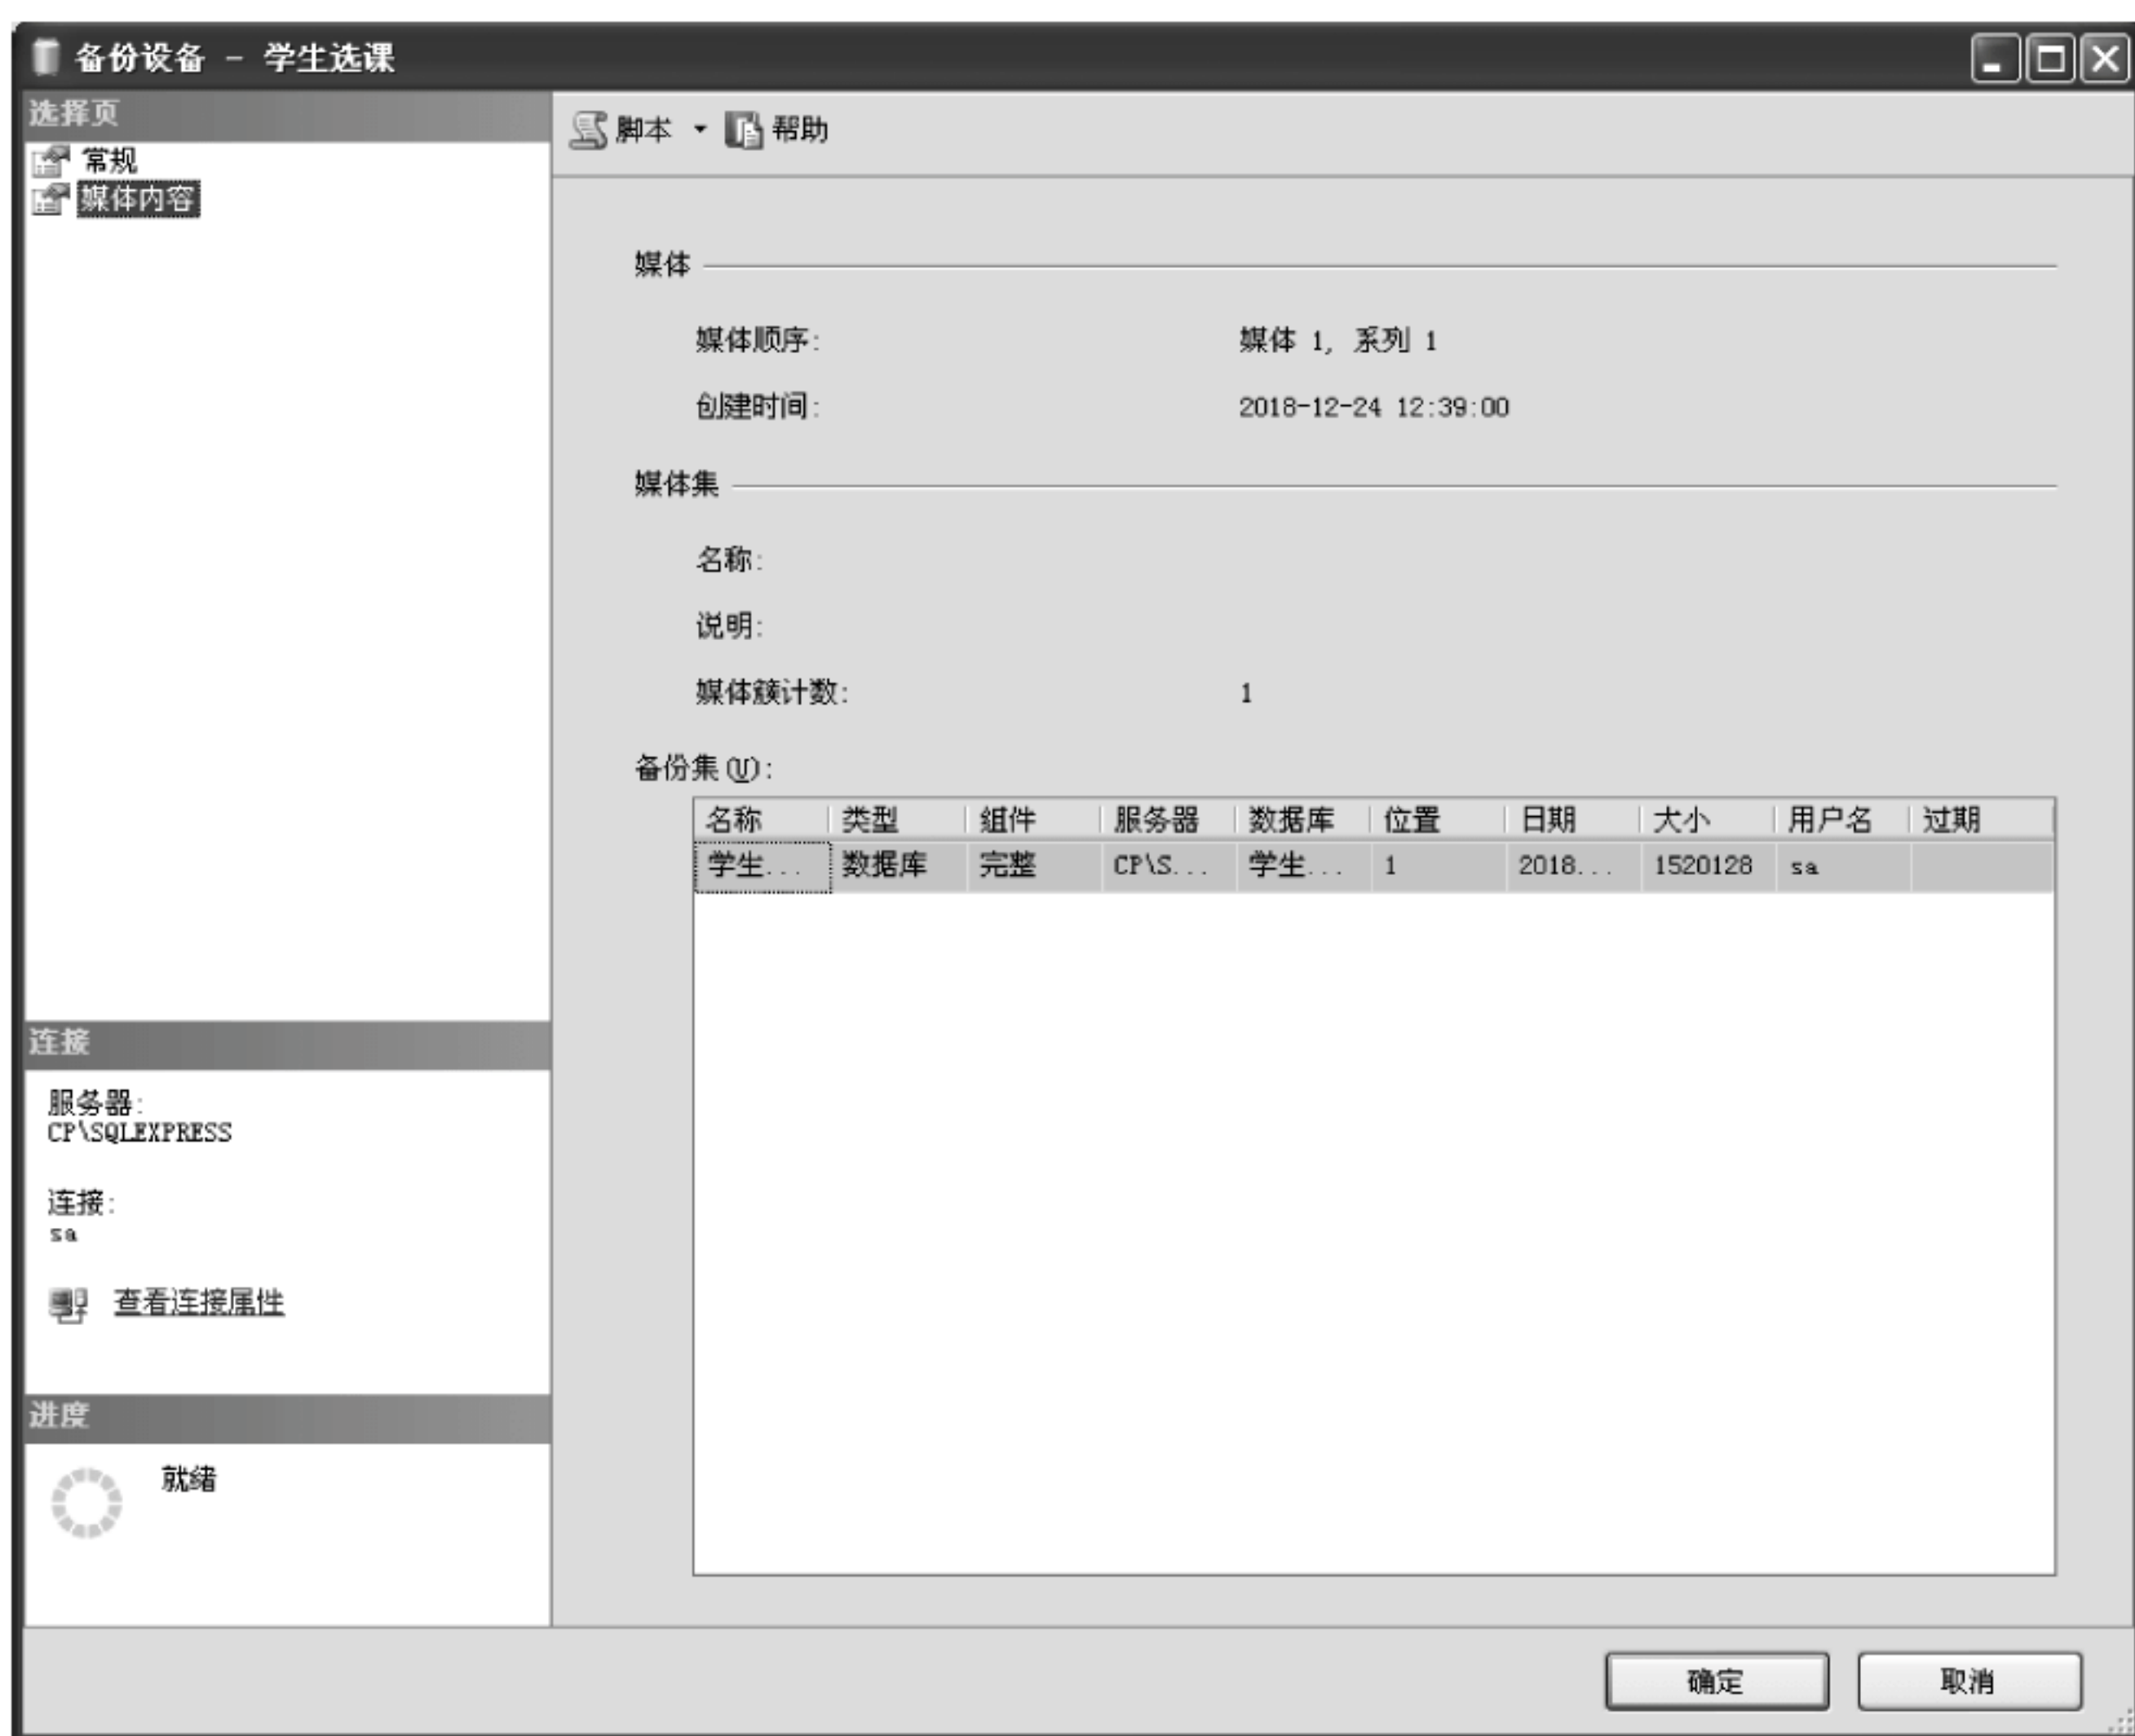 备份设备 - 学生选课
选择页
常规
媒体内容
脚本 帮助
媒体
媒体顺序: 媒体 1, 系列 1
创建时间: 2018-12-24 12:39:00
媒体集
名称:
说明:
媒体簇计数: 1
备份集(V):
名称 类型 组件 服务器 数据库 位置 日期 大小 用户名 过期
学生... 数据库 完整 CP\S... 学生... 1 2018... 1520128 sa
连接
服务器:
CP\SQLEXPRESS
连接:
sa
查看连接属性
进度
就绪
确定 取消